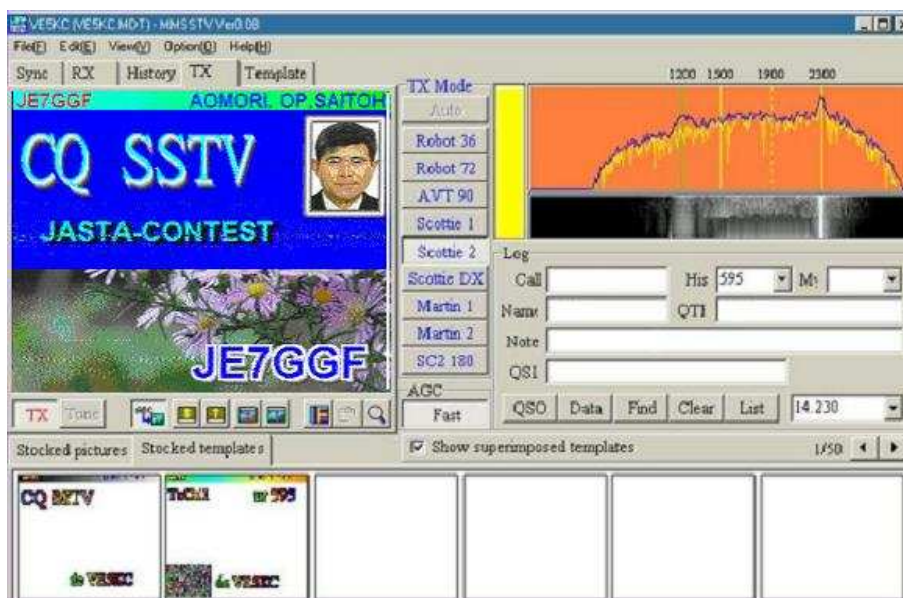 VE5KC (VE5KC.MDT) - MMSSTV Ver0.08
File(F) Edit(E) View(V) Option(O) Help(H)
Sync RX History TX Template
JE7GGF AOMORI. OP.SAITOH
CQ SSTV
JASTA-CONTEST
JE7GGF
TX Mode
Auto
Robot 36
Robot 72
AVT 90
Scottie 1
Scottie 2
Scottie DX
Martin 1
Martin 2
SC2 180
AGC
Fast
1200 1500 1900 2300
Log
Call His 595 My
Name QTH
Note
QSL
QSO Data Find Clear List 14.230
TX Tune
Stocked pictures Stocked templates
Show superimposed templates 1/50
CQ SSTV
de VE5KC
ur 595
de VE5KC